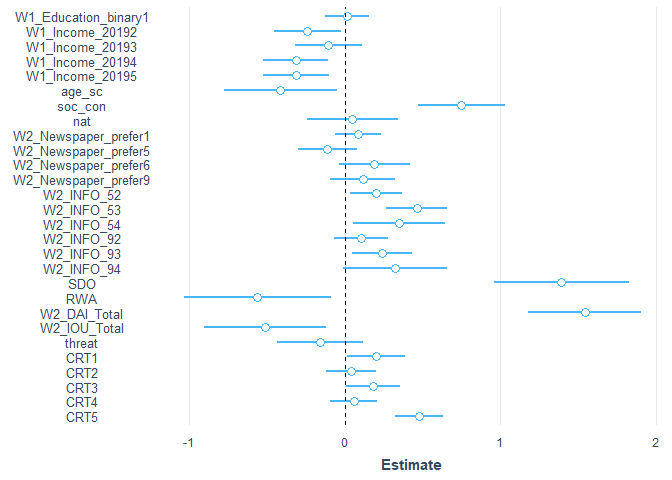 W1_Education_binary1
W1_Income_20192
W1_Income_20193
W1_Income_20194
W1_Income_20195
age_sc
soc_con
nat
W2_Newspaper_prefer1
W2_Newspaper_prefer5
W2_Newspaper_prefer6
W2_Newspaper_prefer9
W2_INFO_52
W2_INFO_53
W2_INFO_54
W2_INFO_92
W2_INFO_93
W2_INFO_94
SDO
RWA
W2_DAI_Total
W2_IOU_Total
threat
CRT1
CRT2
CRT3
CRT4
CRT5
-1 0 1 2
Estimate